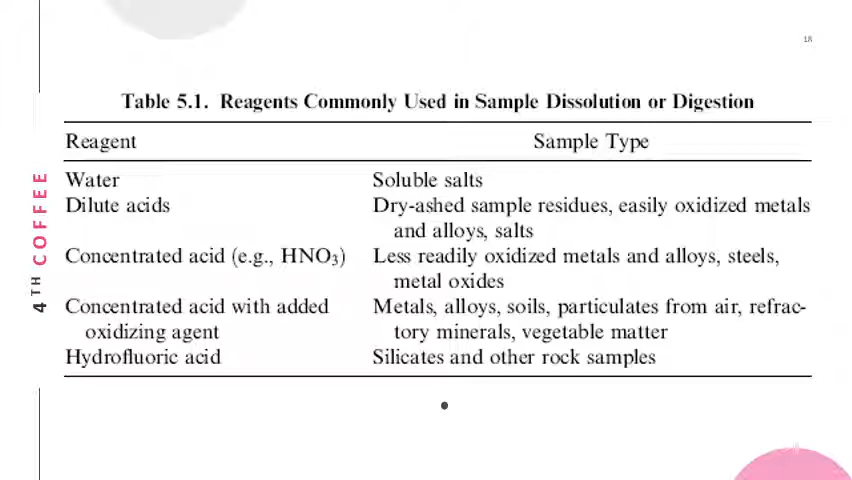 18
Table 5.1. Reagents Commonly Used in Sample Dissolution or Digestion
Reagent Sample Type
Water Soluble salts
Dilute acids Dry-ashed sample residues, easily oxidized metals
and alloys, salts
Concentrated acid (e.g., HNO₃) Less readily oxidized metals and alloys, steels,
metal oxides
Concentrated acid with added Metals, alloys, soils, particulates from air, refrac-
oxidizing agent tory minerals, vegetable matter
Hydrofluoric acid Silicates and other rock samples
•
4TH COFFEE